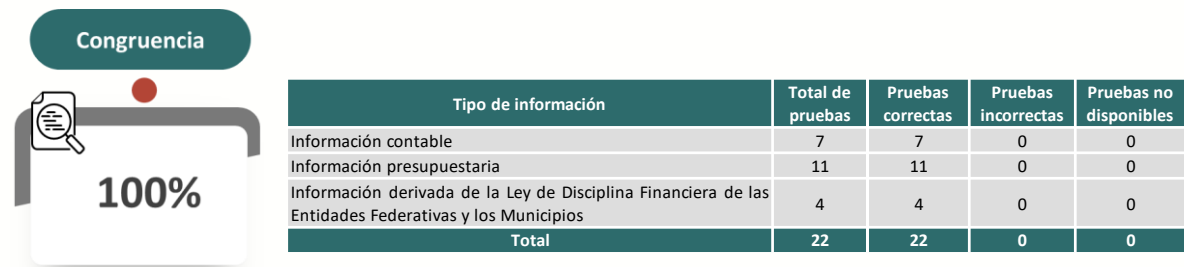 Congruencia
100%
Tipo de información
Total de
pruebas
Pruebas
correctas
Pruebas
incorrectas
Pruebas no
disponibles
Información contable 7 7 0 0
Información presupuestaria 11 11 0 0
Información derivada de la Ley de Disciplina Financiera de las
Entidades Federativas y los Municipios 4 4 0 0
Total 22 22 0 0